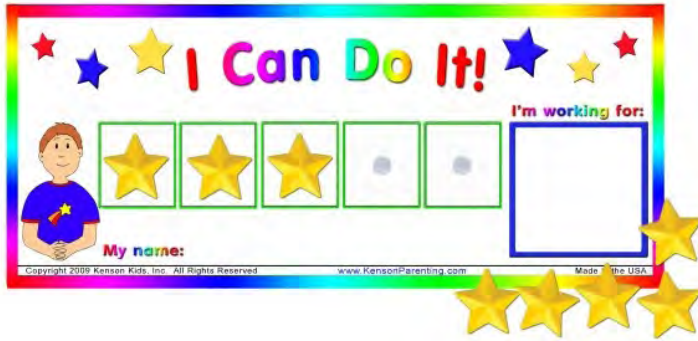 I Can Do It!
I'm working for:
My name:
Copyright 2009 Kenson Kids, Inc. All Rights Reserved www.KensonParenting.com Made the USA